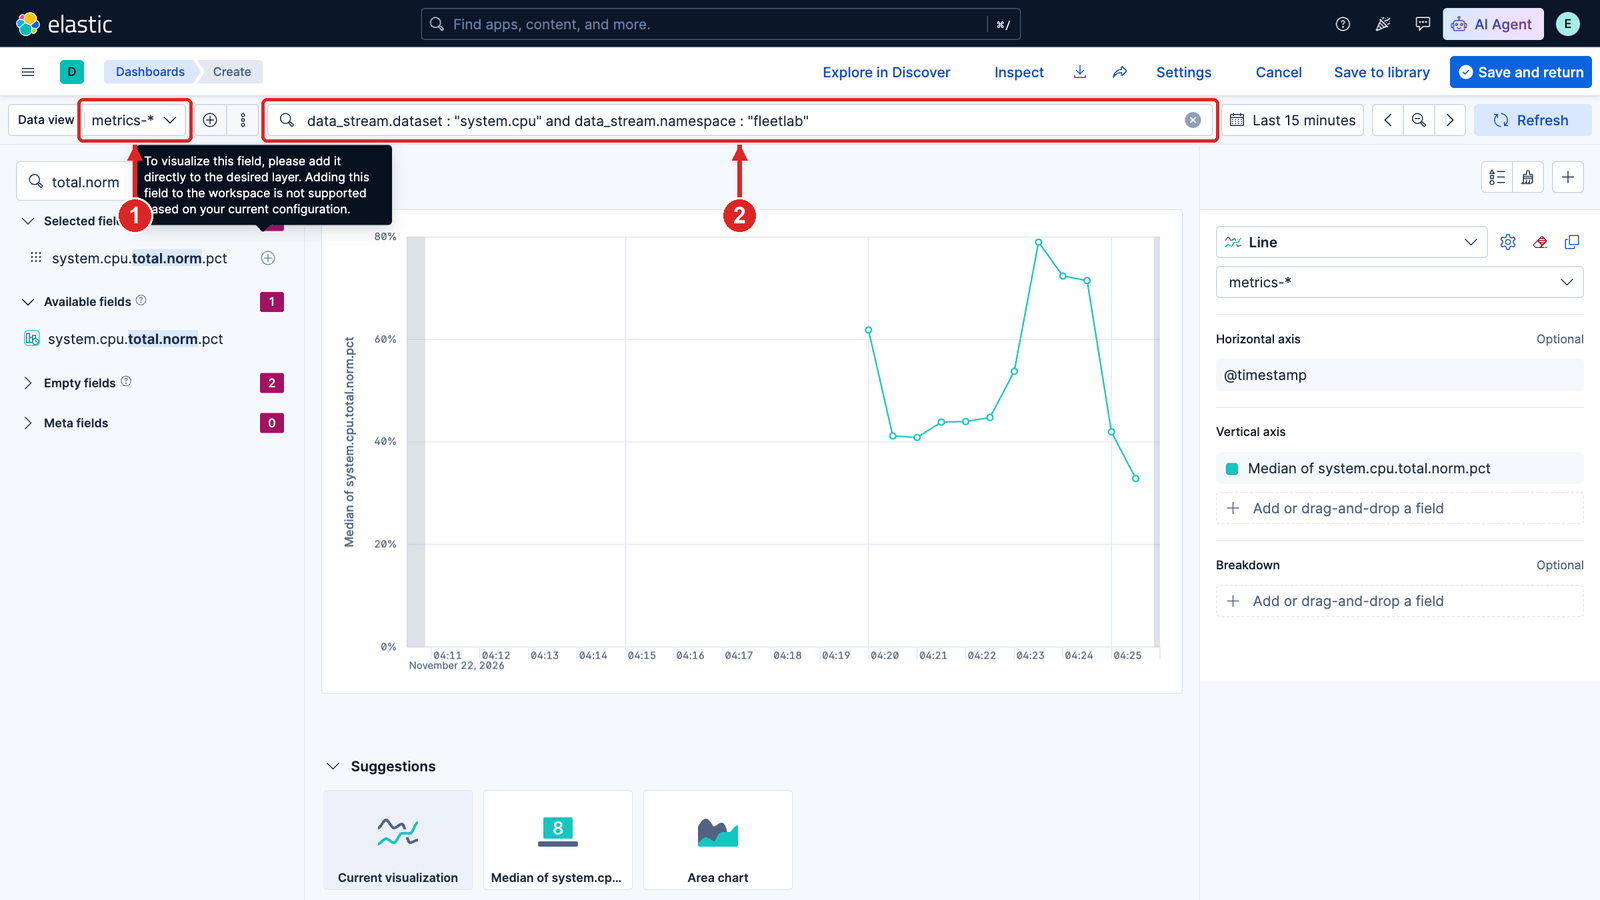 elastic
Find apps, content, and more.
⌘/
AI Agent
E
D
Dashboards
Create
Explore in Discover
Inspect
Settings
Cancel
Save to library
Save and return
Data view
metrics-*
data_stream.dataset : "system.cpu" and data_stream.namespace : "fleetlab"
Last 15 minutes
Refresh
To visualize this field, please add it
directly to the desired layer. Adding this
field to the workspace is not supported
based on your current configuration.
1
2
total.norm
Selected fiel
system.cpu.total.norm.pct
Available fields
1
system.cpu.total.norm.pct
Empty fields
2
Meta fields
0
Median of system.cpu.total.norm.pct
80%
60%
40%
20%
0%
04:11 04:12 04:13 04:14 04:15 04:16 04:17 04:18 04:19 04:20 04:21 04:22 04:23 04:24 04:25
November 22, 2026
Line
metrics-*
Horizontal axis
Optional
@timestamp
Vertical axis
Median of system.cpu.total.norm.pct
Add or drag-and-drop a field
Breakdown
Optional
Add or drag-and-drop a field
Suggestions
Current visualization
8
Median of system.cp...
Area chart